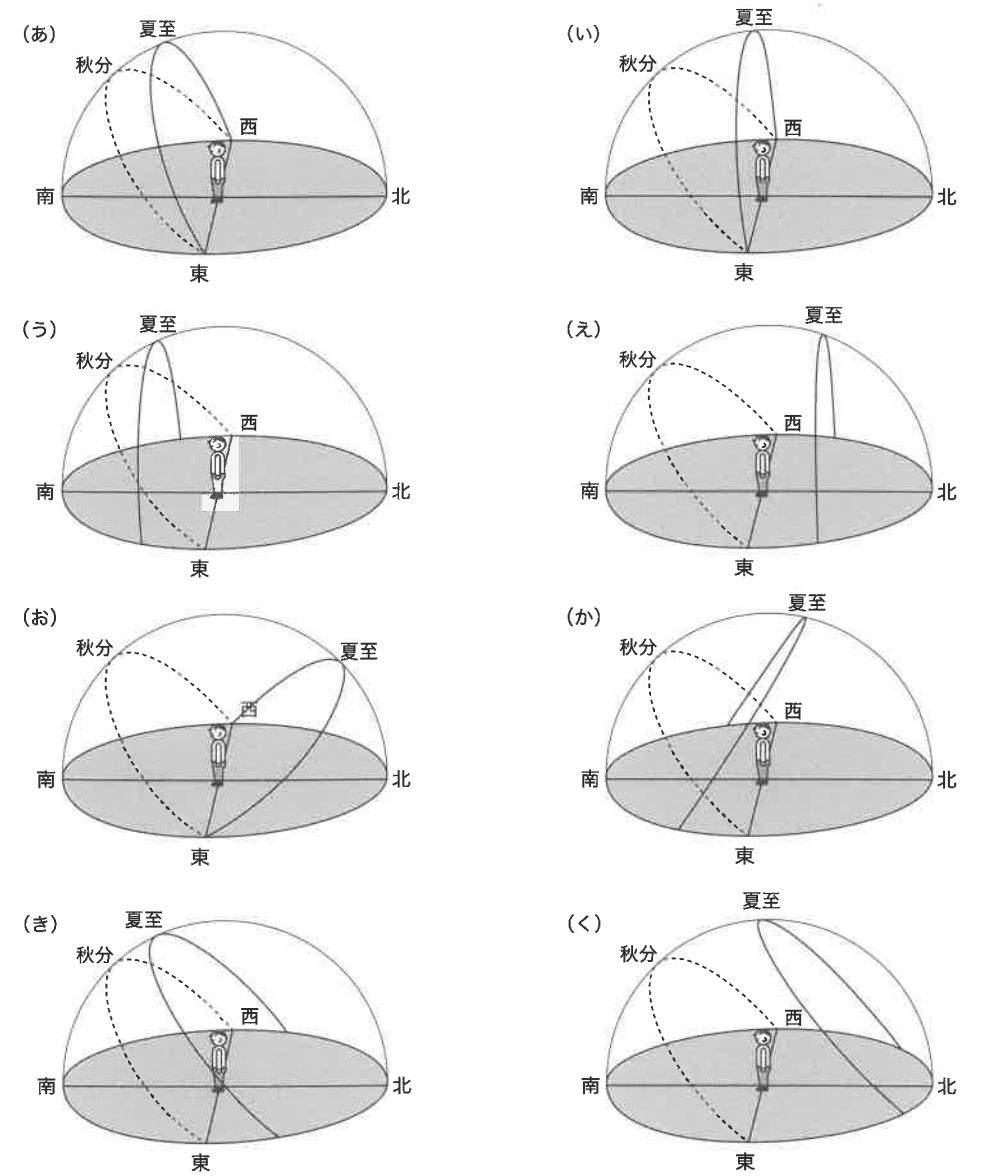 (あ)
夏至
秋分
西
南
北
東
(い)
夏至
秋分
西
南
北
東
(う)
夏至
秋分
西
南
北
東
(え)
夏至
秋分
西
南
北
東
(お)
秋分
夏至
西
南
北
東
(か)
夏至
秋分
西
南
北
東
(き)
夏至
秋分
西
南
北
東
(く)
夏至
秋分
西
南
北
東